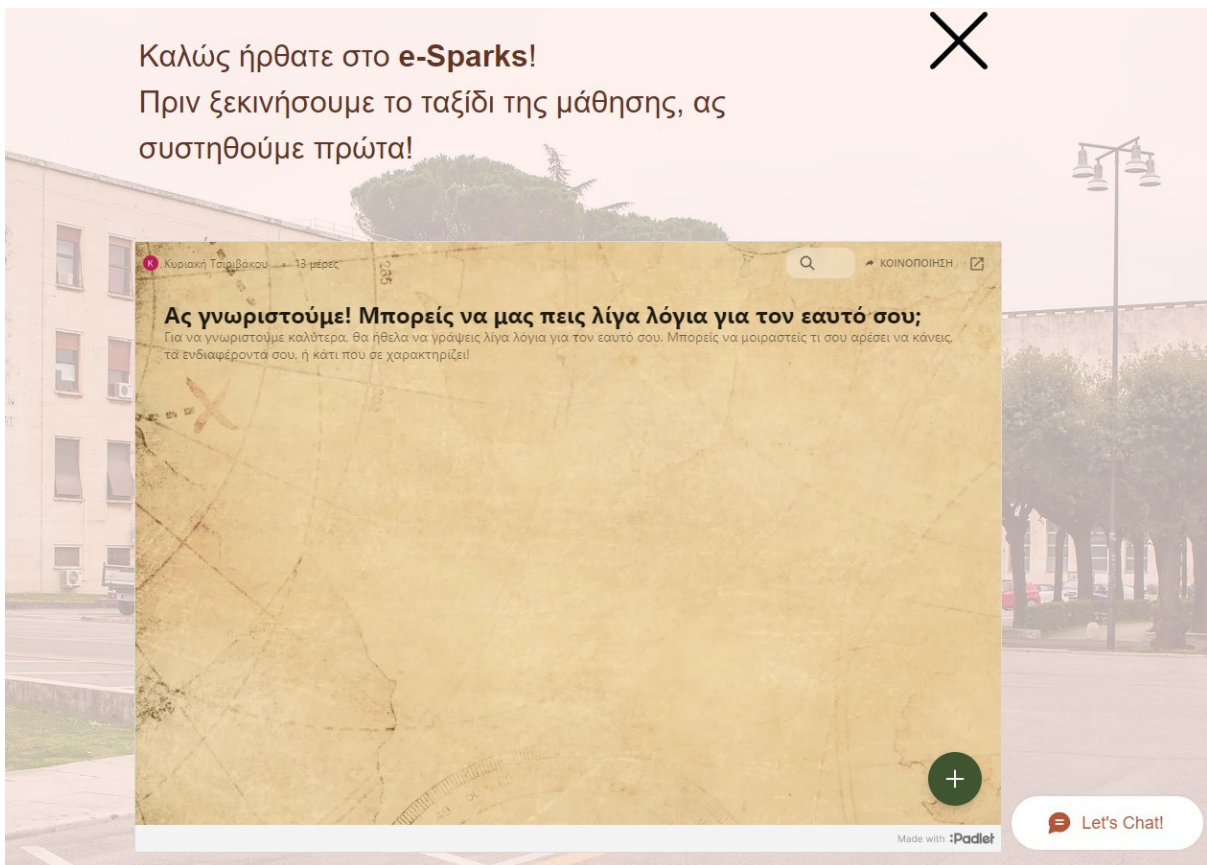 Καλώς ήρθατε στο e-Sparks!
Πριν ξεκινήσουμε το ταξίδι της μάθησης, ας
συστηθούμε πρώτα!
Κ Κυριακή Τσιριβάκου • 13 μέρες
ΚΟΙΝΟΠΟΙΗΣΗ
Ας γνωριστούμε! Μπορείς να μας πεις λίγα λόγια για τον εαυτό σου;
Για να γνωριστούμε καλύτερα, θα ήθελα να γράψεις λίγα λόγια για τον εαυτό σου. Μπορείς να μοιραστείς τι σου αρέσει να κάνεις,
τα ενδιαφέροντά σου, ή κάτι που σε χαρακτηρίζει!
285
Made with :Padlet
Let's Chat!